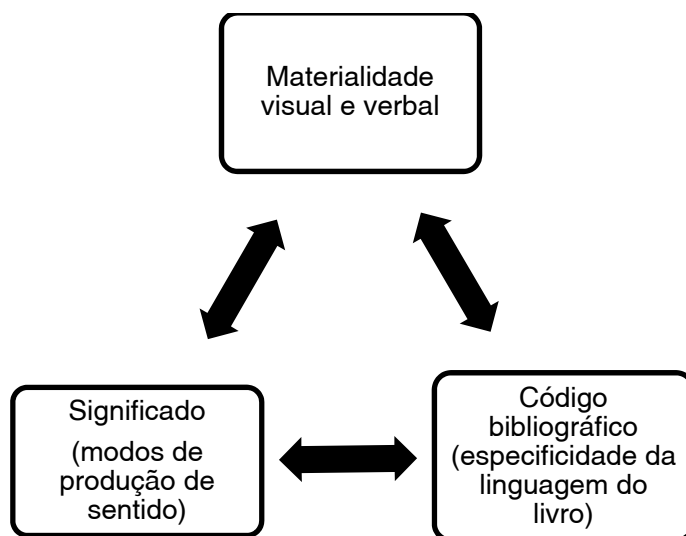 Materialidade
visual e verbal
Significado
(modos de
produção de
sentido)
Código
bibliográfico
(especificidade da
linguagem do
livro)